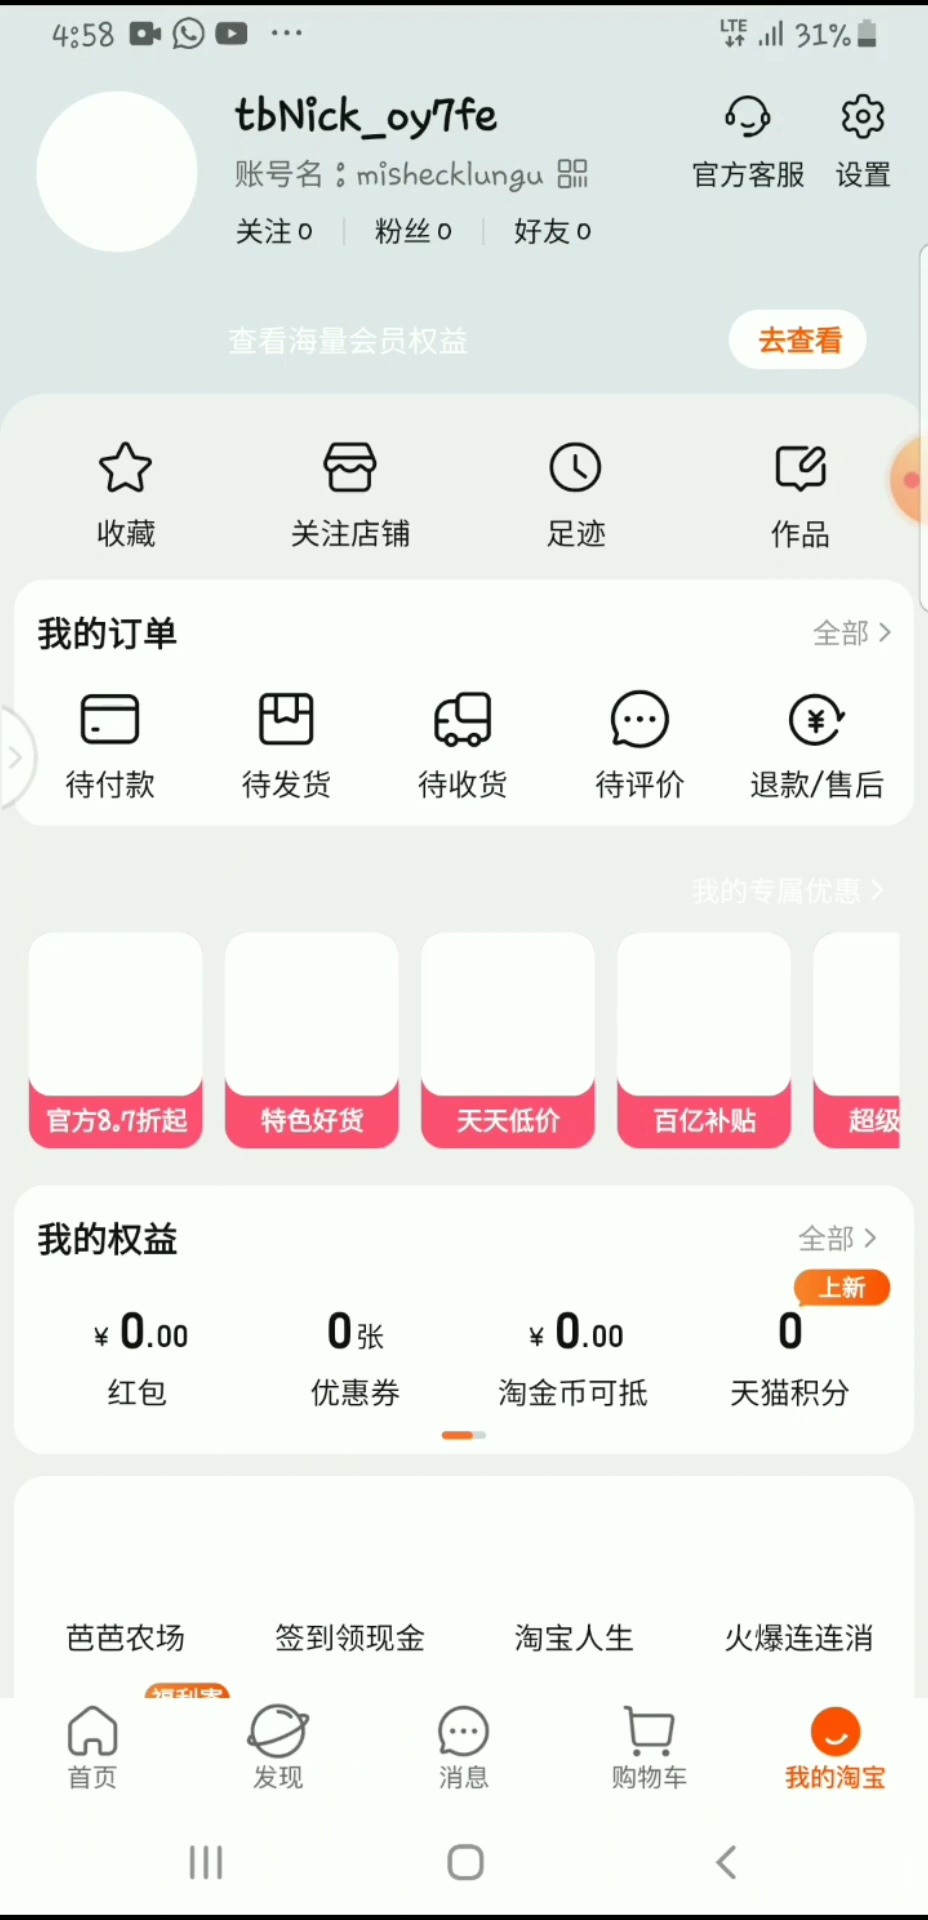 4:58
LTE 31%
tbNick_oy7fe
账号名：mishecklungu
官方客服 设置
关注 0 粉丝 0 好友 0
查看海量会员权益 去查看
收藏 关注店铺 足迹 作品
我的订单 全部
待付款 待发货 待收货 待评价 退款/售后
我的专属优惠
官方8.7折起 特色好货 天天低价 百亿补贴 超级
我的权益 全部
上新
¥ 0.00 0张 ¥ 0.00 0
红包 优惠券 淘金币可抵 天猫积分
芭芭农场 签到领现金 淘宝人生 火爆连连消
首页 发现 消息 购物车 我的淘宝